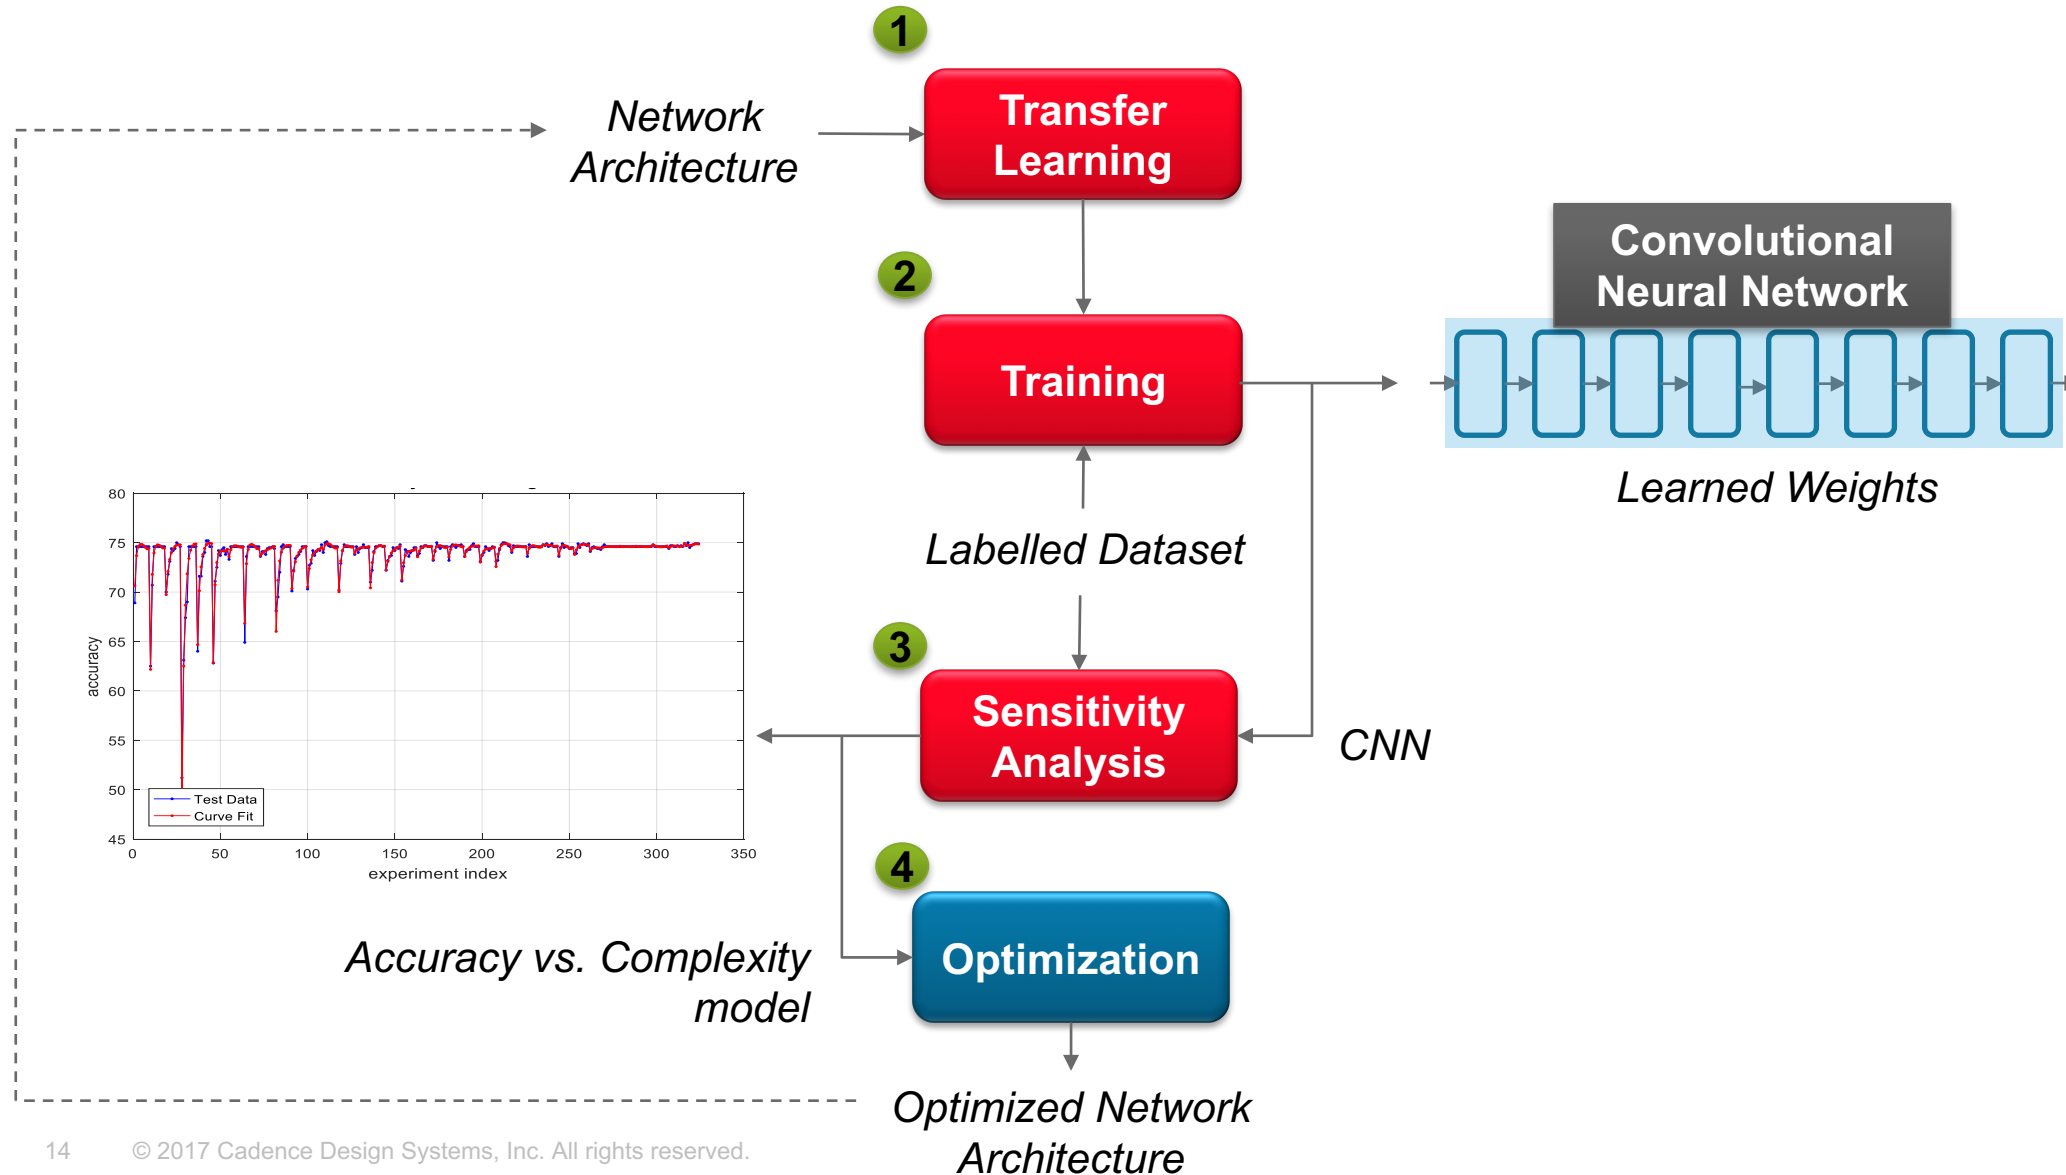 1
Transfer
Learning
Network
Architecture
2
Training
Convolutional
Neural Network
Learned Weights
Labelled Dataset
3
Sensitivity
Analysis
CNN
80
75
70
65
60
55
50
45
accuracy
Test Data
Curve Fit
0 50 100 150 200 250 300 350
experiment index
4
Optimization
Accuracy vs. Complexity
model
Optimized Network
Architecture
14 © 2017 Cadence Design Systems, Inc. All rights reserved.